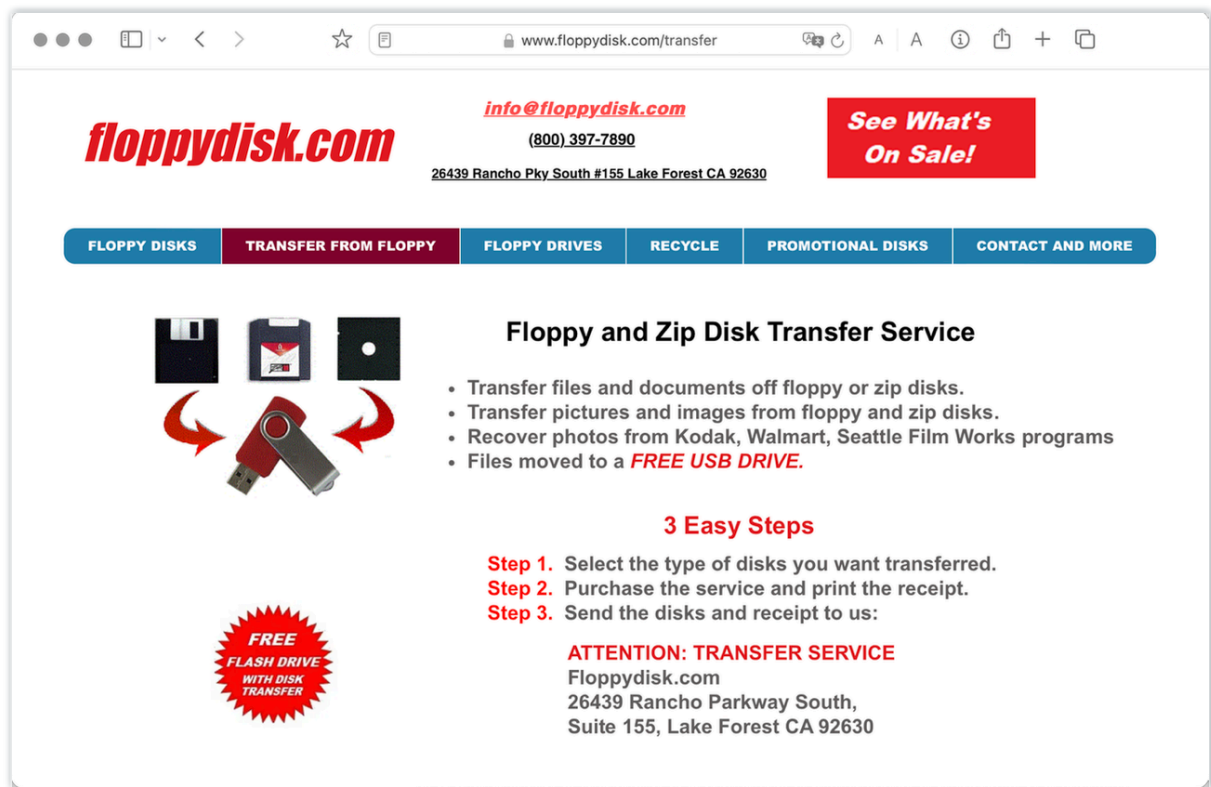 www.floppydisk.com/transfer
A A
floppydisk.com
info@floppydisk.com
(800) 397-7890
26439 Rancho Pky South #155 Lake Forest CA 92630
See What's
On Sale!
FLOPPY DISKS
TRANSFER FROM FLOPPY
FLOPPY DRIVES
RECYCLE
PROMOTIONAL DISKS
CONTACT AND MORE
Floppy and Zip Disk Transfer Service
• Transfer files and documents off floppy or zip disks.
• Transfer pictures and images from floppy and zip disks.
• Recover photos from Kodak, Walmart, Seattle Film Works programs
• Files moved to a FREE USB DRIVE.
3 Easy Steps
Step 1. Select the type of disks you want transferred.
Step 2. Purchase the service and print the receipt.
Step 3. Send the disks and receipt to us:
FREE
FLASH DRIVE
WITH DISK
TRANSFER
ATTENTION: TRANSFER SERVICE
Floppydisk.com
26439 Rancho Parkway South,
Suite 155, Lake Forest CA 92630